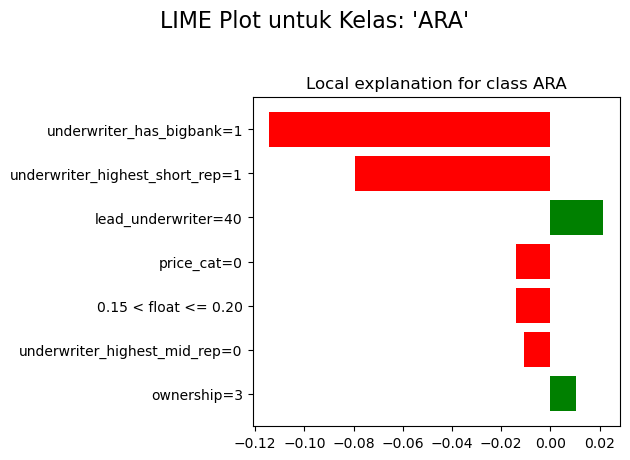 LIME Plot untuk Kelas: 'ARA'
Local explanation for class ARA
underwriter_has_bigbank=1
underwriter_highest_short_rep=1
lead_underwriter=40
price_cat=0
0.15 < float <= 0.20
underwriter_highest_mid_rep=0
ownership=3
−0.12 −0.10 −0.08 −0.06 −0.04 −0.02 0.00 0.02